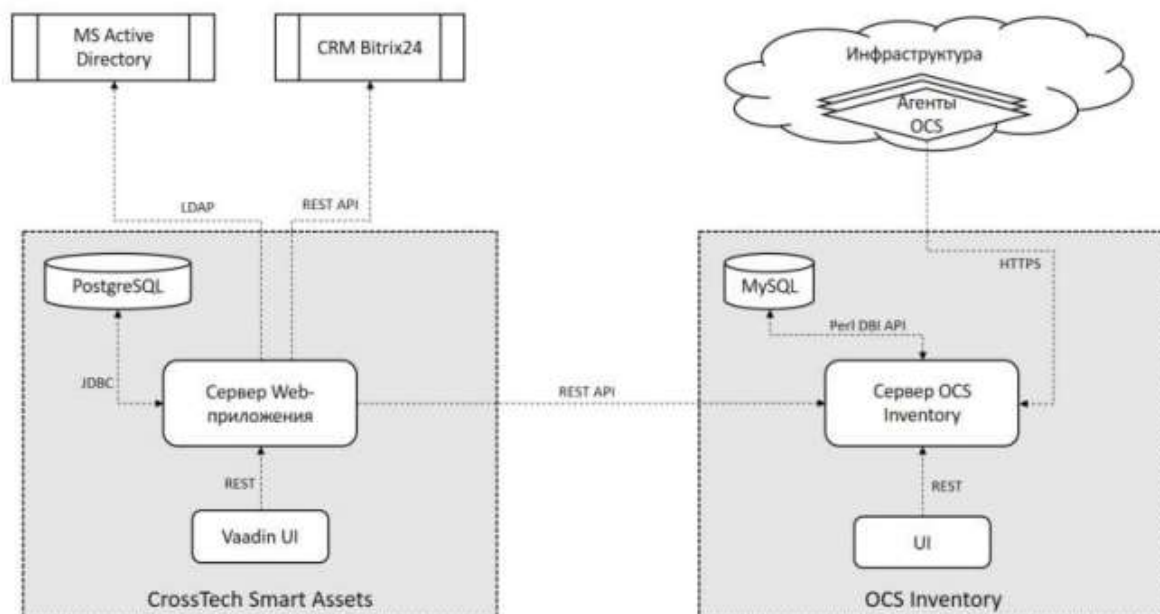 MS Active
Directory
CRM Bitrix24
Инфраструктура
Агенты
OCS
LDAP
REST API
HTTPS
PostgreSQL
MySQL
Perl DBI API
JDBC
Сервер Web-
приложения
REST API
Сервер OCS
Inventory
REST
REST
Vaadin UI
UI
CrossTech Smart Assets
OCS Inventory